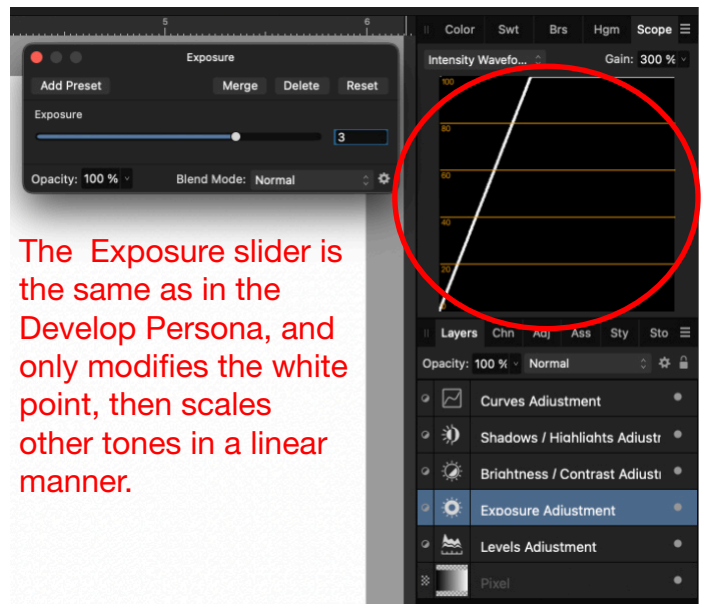 5 6
Color Swt Brs Hgm Scope
Exposure
Intensity Wavefo... Gain: 300 %
Add Preset Merge Delete Reset
100
Exposure
3
80
60
Opacity: 100 % Blend Mode: Normal
40
20
0
The Exposure slider is
the same as in the
Develop Persona, and
only modifies the white
point, then scales
other tones in a linear
manner.
Layers Chn Adj Ass Sty Sto
Opacity: 100 % Normal
Curves Adjustment
Shadows / Highlights Adjustr
Brightness / Contrast Adjusti
Exposure Adjustment
Levels Adjustment
Pixel